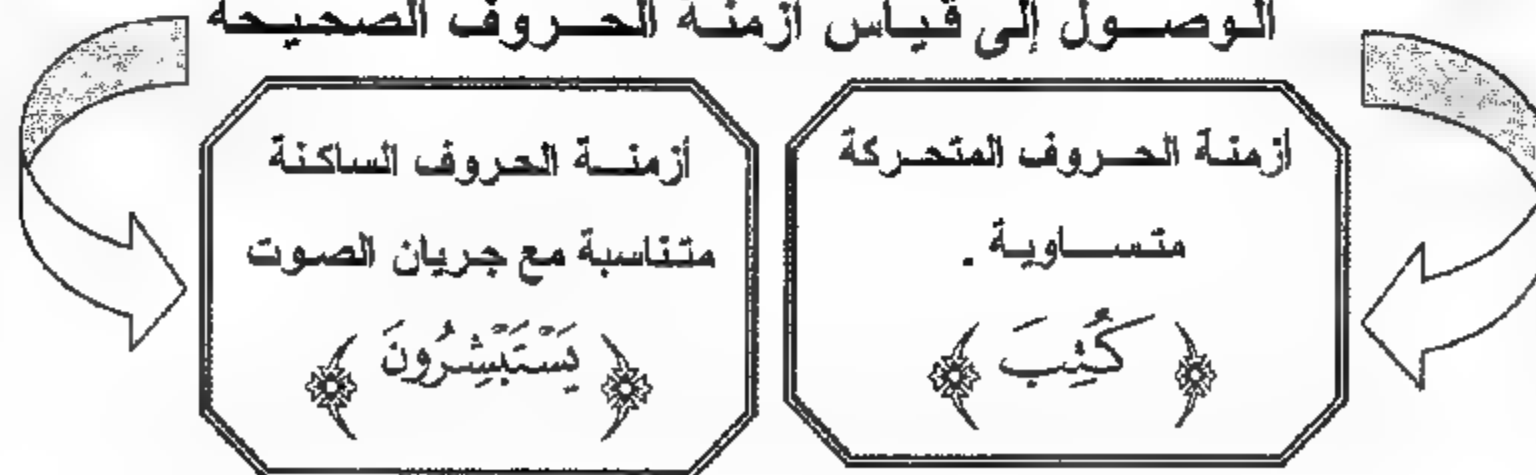 الوصول إلى قياس أزمنة الحروف الصحيحة
أزمنة الحروف المتحركة
متساوية .
﴿ كُتِبَ ﴾
أزمنة الحروف الساكنة
متناسبة مع جريان الصوت
﴿ يَسْتَبْشِرُونَ ﴾